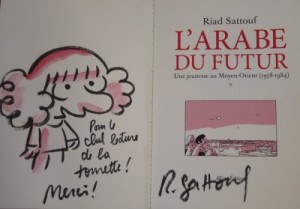 Pour le
club lecture
de la
tomette !
Merci !
Riad Sattouf
L'ARABE
DU FUTUR
Une jeunesse au Moyen-Orient (1978-1984)
R. Sattouf